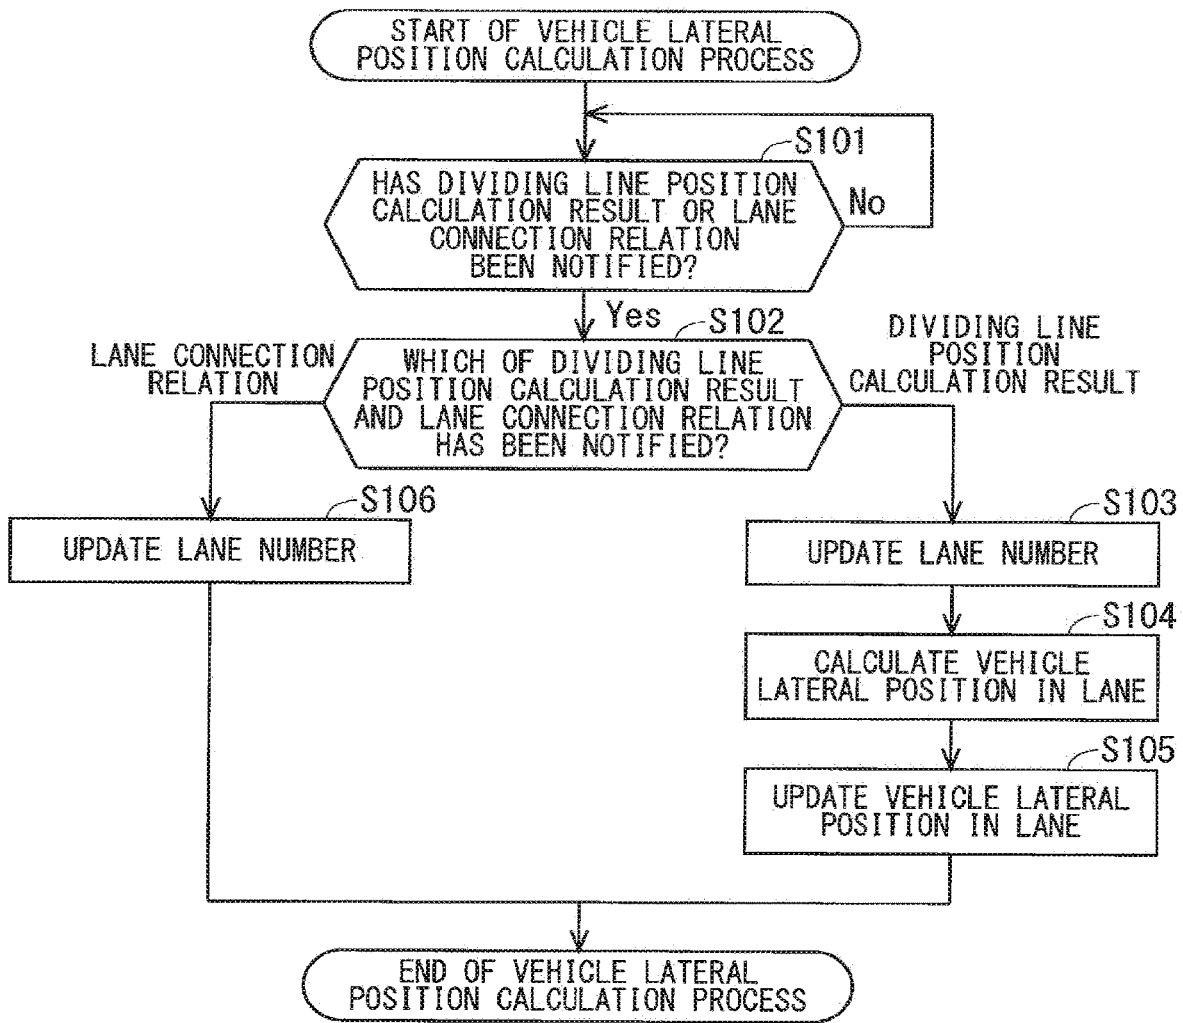 START OF VEHICLE LATERAL
POSITION CALCULATION PROCESS
S101
HAS DIVIDING LINE POSITION
CALCULATION RESULT OR LANE
CONNECTION RELATION
BEEN NOTIFIED?
No
Yes
S102
LANE CONNECTION
RELATION
WHICH OF DIVIDING LINE
POSITION CALCULATION RESULT
AND LANE CONNECTION RELATION
HAS BEEN NOTIFIED?
DIVIDING LINE
POSITION
CALCULATION RESULT
S106
UPDATE LANE NUMBER
S103
UPDATE LANE NUMBER
S104
CALCULATE VEHICLE
LATERAL POSITION IN LANE
S105
UPDATE VEHICLE LATERAL
POSITION IN LANE
END OF VEHICLE LATERAL
POSITION CALCULATION PROCESS